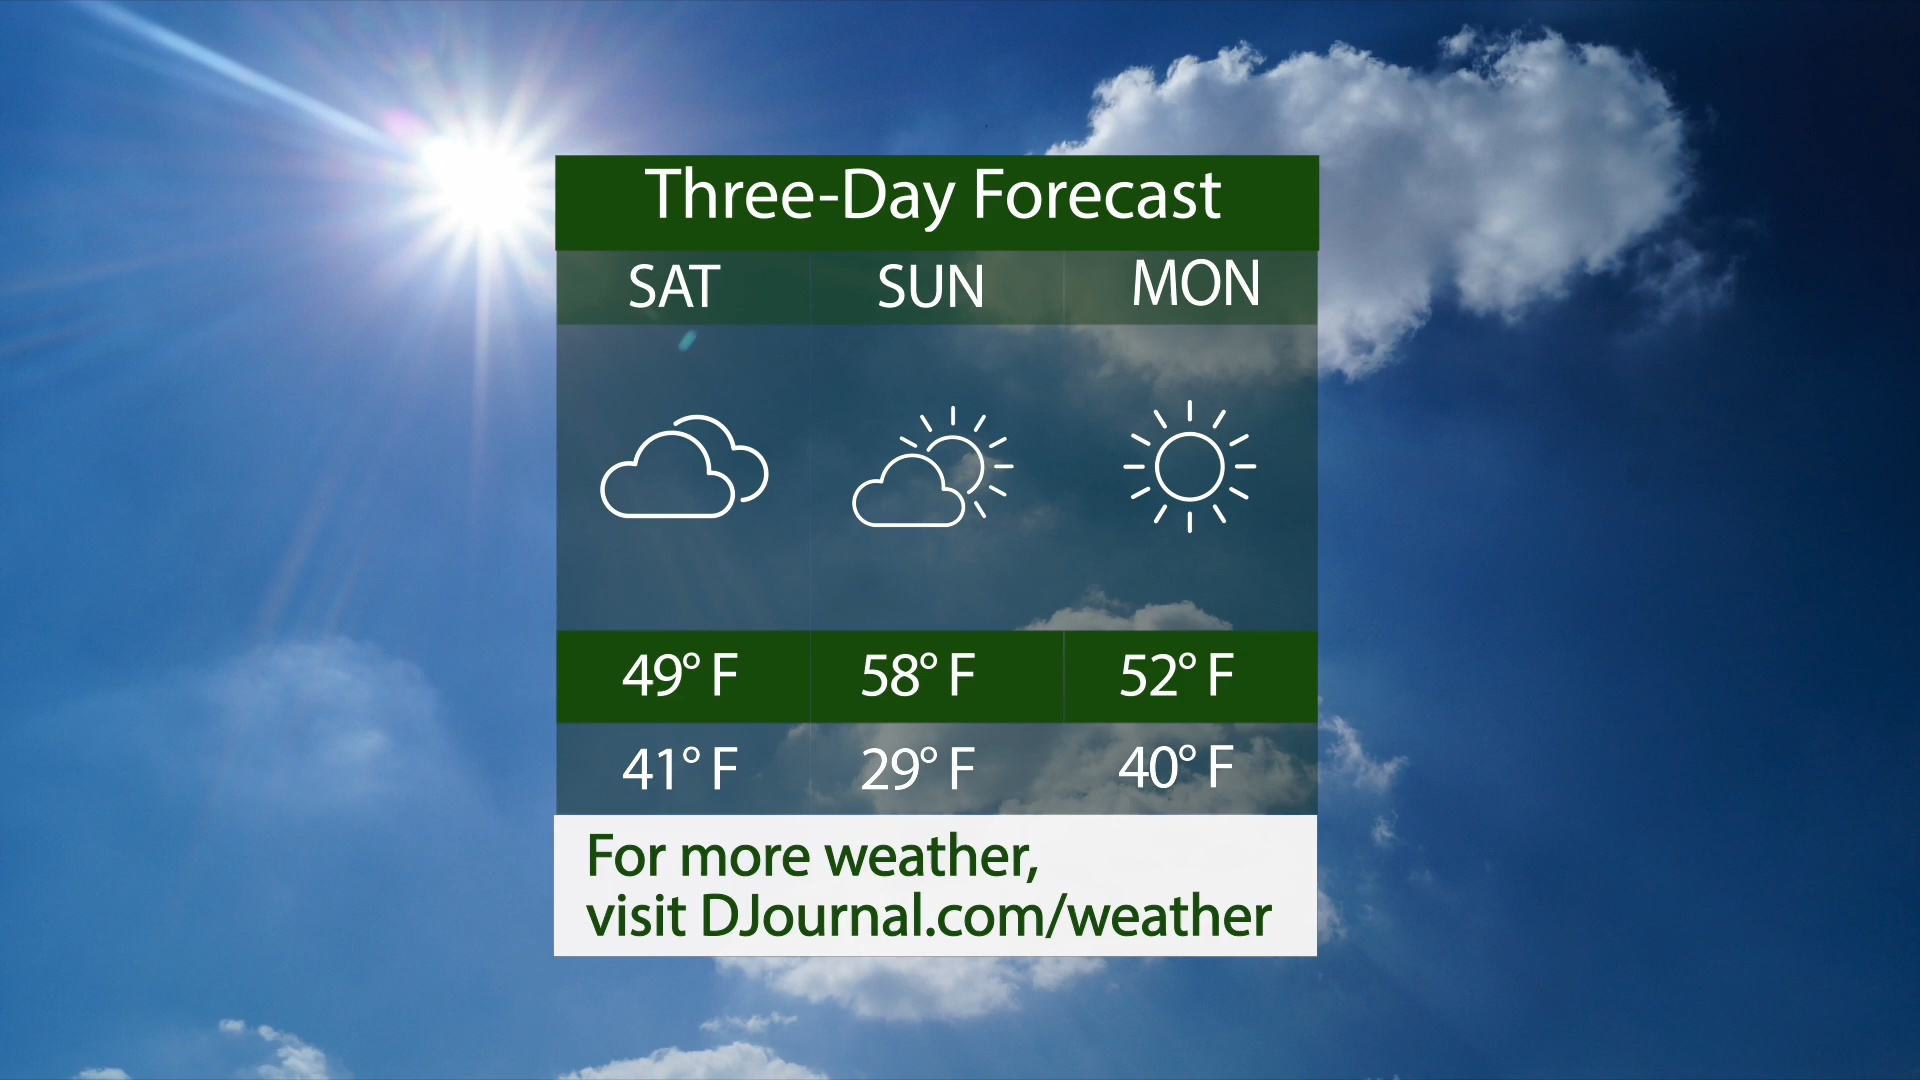 Three-Day Forecast
SAT SUN MON
49° F 58° F 52° F
41° F 29° F 40° F
For more weather,
visit DJournal.com/weather